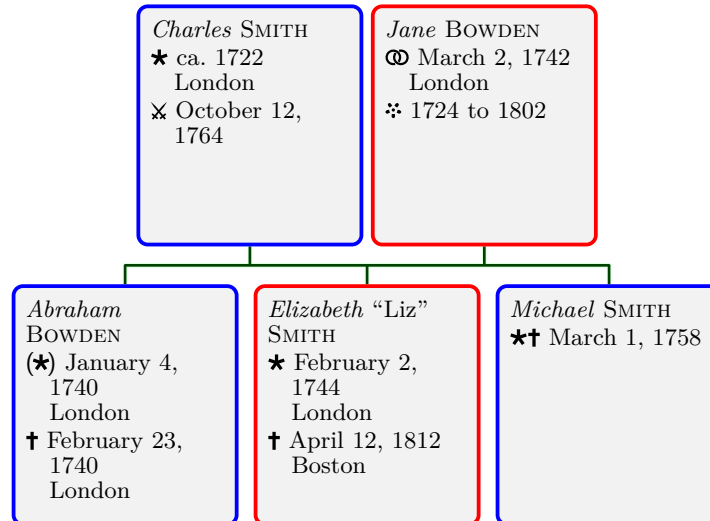 Charles SMITH
★ ca. 1722
London
⚔ October 12,
1764
Jane BOWDEN
⚭ March 2, 1742
London
⁘ 1724 to 1802
Abraham
BOWDEN
(★) January 4,
1740
London
† February 23,
1740
London
Elizabeth “Liz”
SMITH
★ February 2,
1744
London
† April 12, 1812
Boston
Michael SMITH
★† March 1, 1758